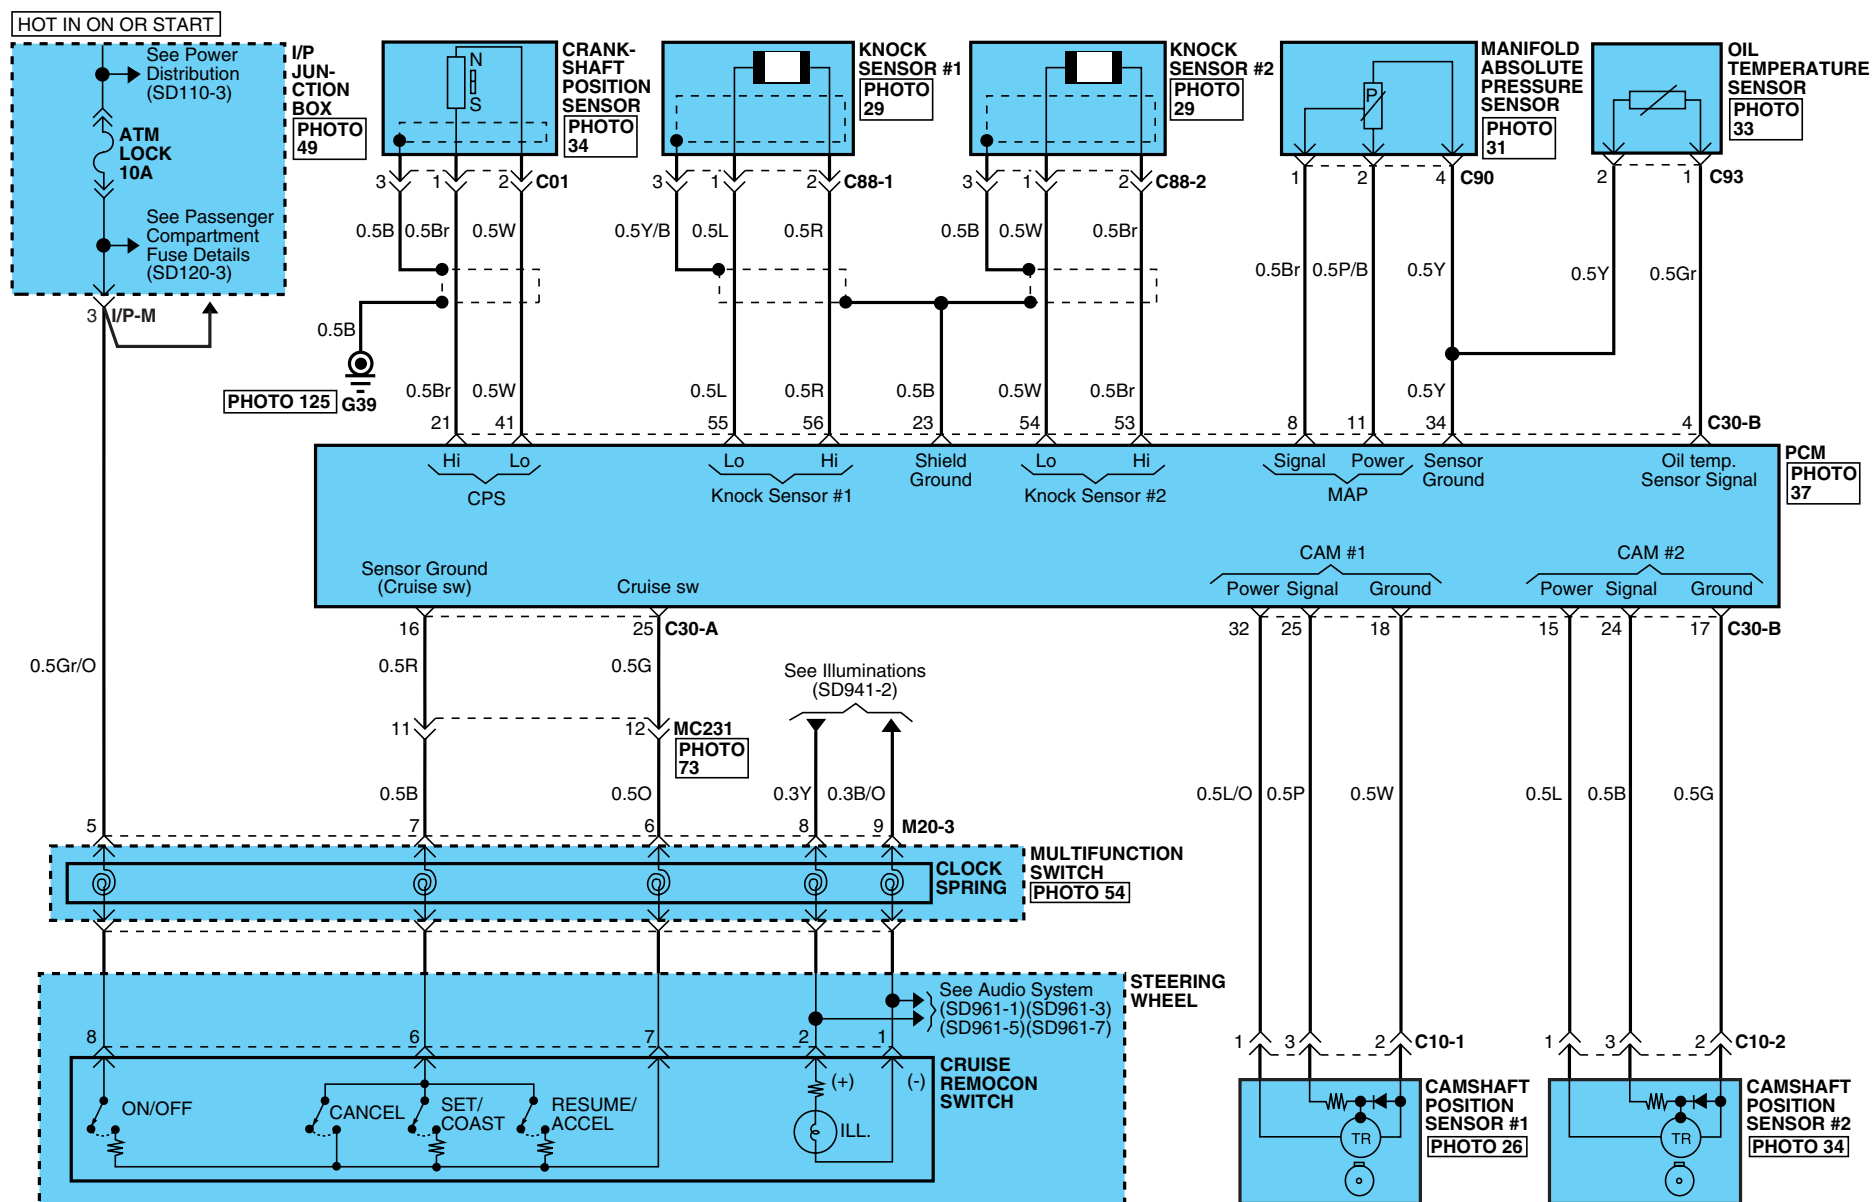 HOT IN ON OR START
See Power
Distribution
(SD110-3)
ATM
LOCK
10A
See Passenger
Compartment
Fuse Details
(SD120-3)
I/P
JUN-
CTION
BOX
PHOTO
49
3
I/P-M
N
S
CRANK-
SHAFT
POSITION
SENSOR
PHOTO
34
KNOCK
SENSOR #1
PHOTO
29
KNOCK
SENSOR #2
PHOTO
29
P
MANIFOLD
ABSOLUTE
PRESSURE
SENSOR
PHOTO
31
OIL
TEMPERATURE
SENSOR
PHOTO
33
3 1 2 C01
3 1 2 C88-1
3 1 2 C88-2
1 2 4 C90
2 1 C93
0.5B 0.5Br 0.5W
0.5Y/B 0.5L 0.5R
0.5B 0.5W 0.5Br
0.5Br 0.5P/B 0.5Y
0.5Y 0.5Gr
0.5B
PHOTO 125 G39
0.5Br 0.5W 0.5L 0.5R 0.5B 0.5W 0.5Br 0.5Y
21 41 55 56 23 54 53 8 11 34 4 C30-B
Hi Lo
CPS
Lo Hi
Knock Sensor #1
Shield
Ground
Lo Hi
Knock Sensor #2
Signal Power
MAP
Sensor
Ground
Oil temp.
Sensor Signal
PCM
PHOTO
37
Sensor Ground
(Cruise sw)
Cruise sw
CAM #1
Power Signal Ground
CAM #2
Power Signal Ground
16 25 C30-A
32 25 18 15 24 17 C30-B
0.5Gr/O 0.5R 0.5G
See Illuminations
(SD941-2)
11 12 MC231
PHOTO
73
0.5B 0.5O 0.3Y 0.3B/O
0.5L/O 0.5P 0.5W 0.5L 0.5B 0.5G
5 7 6 8 9 M20-3
CLOCK
SPRING
MULTIFUNCTION
SWITCH
PHOTO 54
STEERING
WHEEL
See Audio System
(SD961-1)(SD961-3)
(SD961-5)(SD961-7)
8 6 7 2 1
1 3 2 C10-1
1 3 2 C10-2
CRUISE
REMOCON
SWITCH
(+) (-)
ON/OFF
CANCEL
SET/
COAST
RESUME/
ACCEL
ILL.
TR
CAMSHAFT
POSITION
SENSOR #1
PHOTO 26
TR
CAMSHAFT
POSITION
SENSOR #2
PHOTO 34